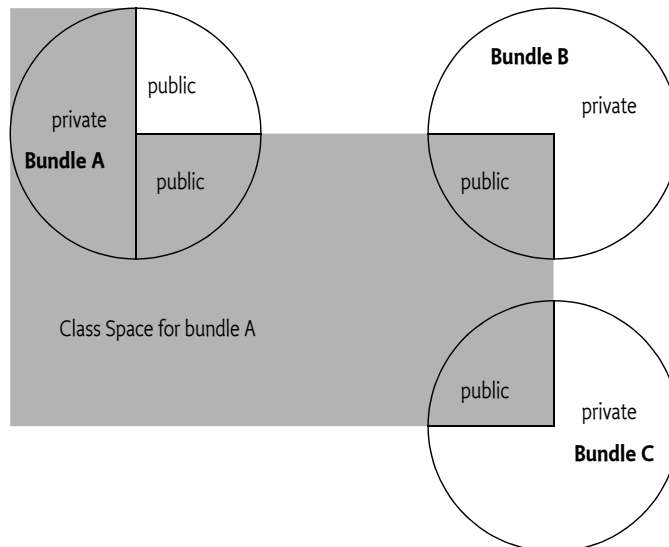 public
private
Bundle A
public
Bundle B
private
public
Class Space for bundle A
public
private
Bundle C